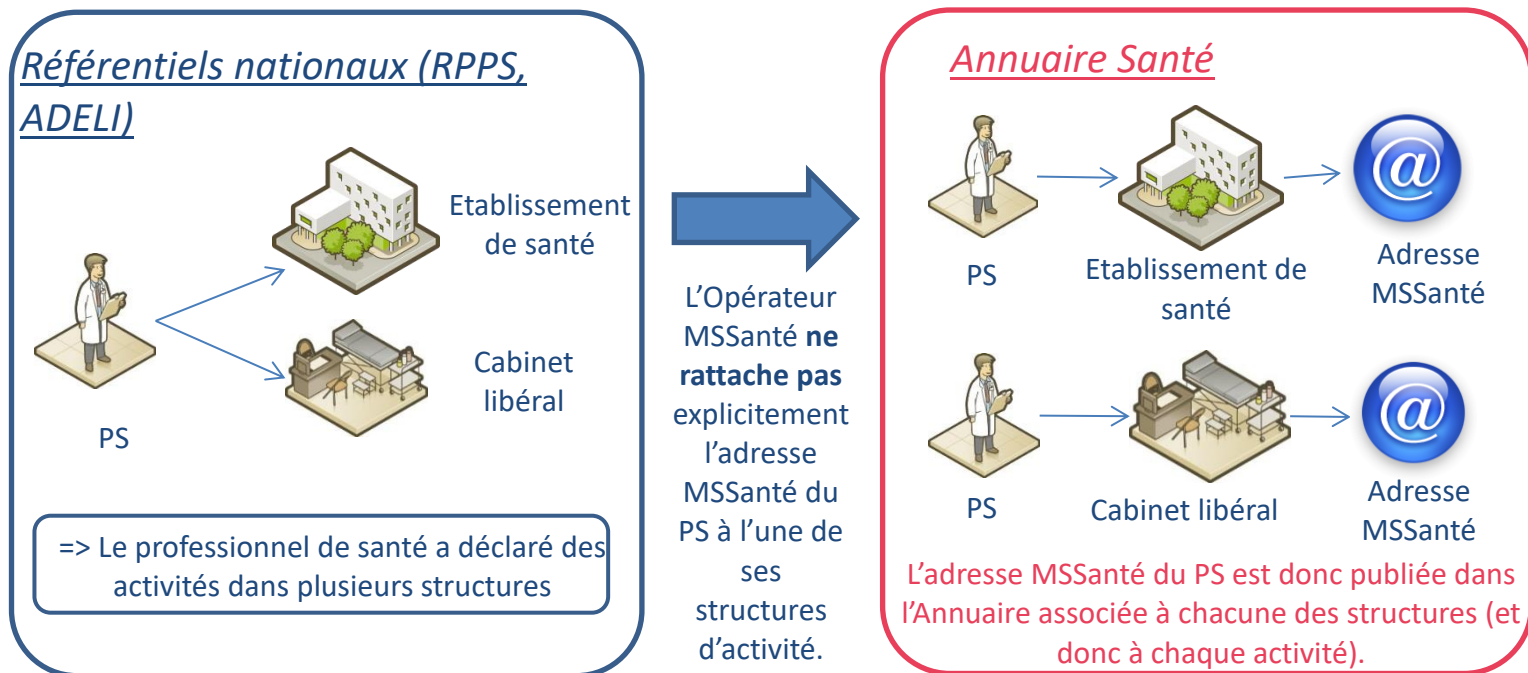 Référentiels nationaux (RPPS,
ADELI)
Etablissement
de santé
Cabinet
libéral
PS
=> Le professionnel de santé a déclaré des
activités dans plusieurs structures
L’Opérateur
MSSanté ne
rattache pas
explicitement
l’adresse
MSSanté du
PS à l’une de
ses
structures
d’activité.
Annuaire Santé
PS
Etablissement de
santé
@
Adresse
MSSanté
PS
Cabinet libéral
@
Adresse
MSSanté
L’adresse MSSanté du PS est donc publiée dans
l’Annuaire associée à chacune des structures (et
donc à chaque activité).